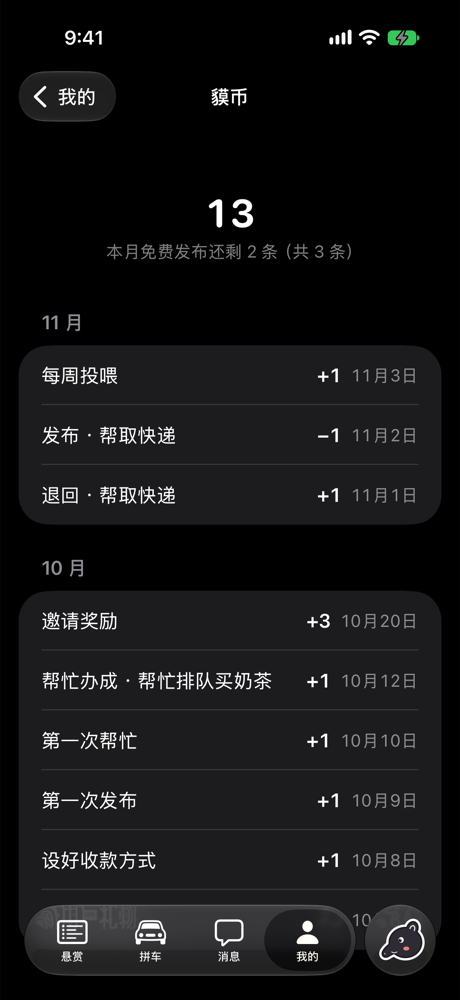 9:41
我的
貘币
13
本月免费发布还剩 2 条（共 3 条）
11 月
每周投喂 +1 11月3日
发布 · 帮取快递 −1 11月2日
退回 · 帮取快递 +1 11月1日
10 月
邀请奖励 +3 10月20日
帮忙办成 · 帮忙排队买奶茶 +1 10月12日
第一次帮忙 +1 10月10日
第一次发布 +1 10月9日
设好收款方式 +1 10月8日
10
悬赏 拼车 消息 我的